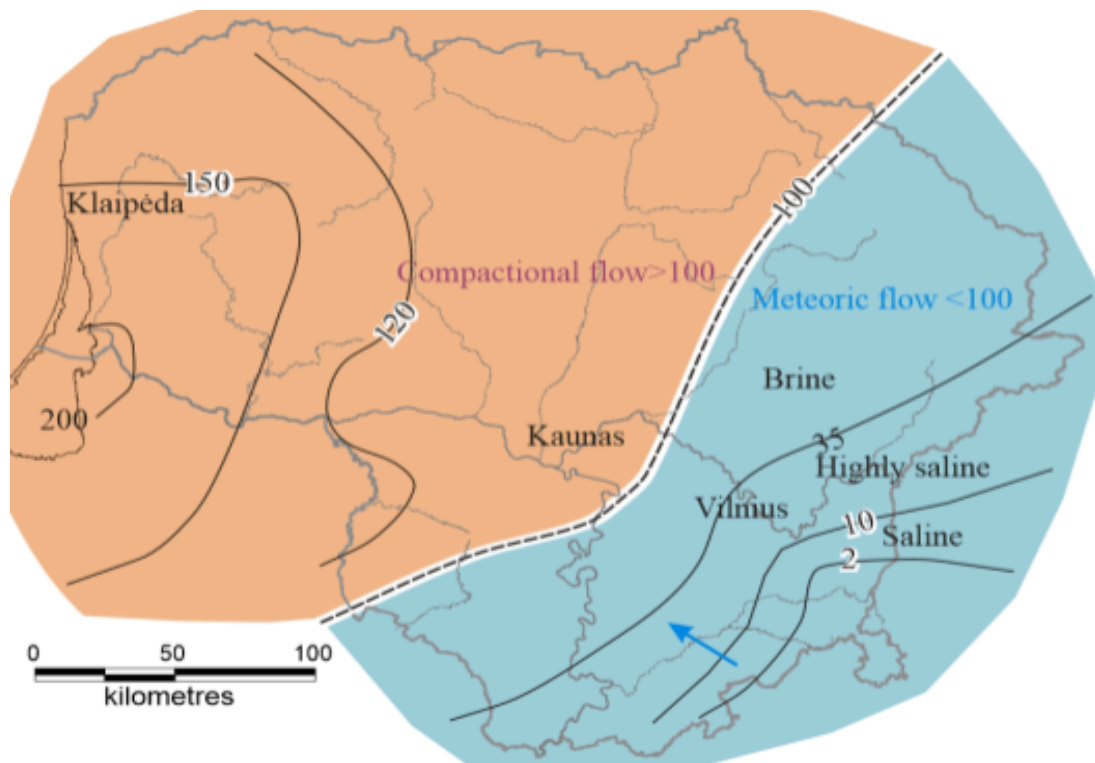 150
Klaipėda
100
Compactional flow>100
Meteoric flow <100
120
Brine
200
Kaunas
35
Highly saline
Vilmus
10
Saline
2
0 50 100
kilometres